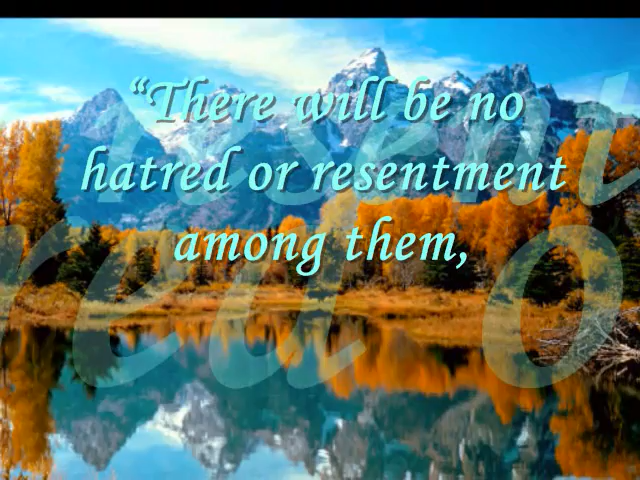 “There will be no
hatred or resentment
among them,